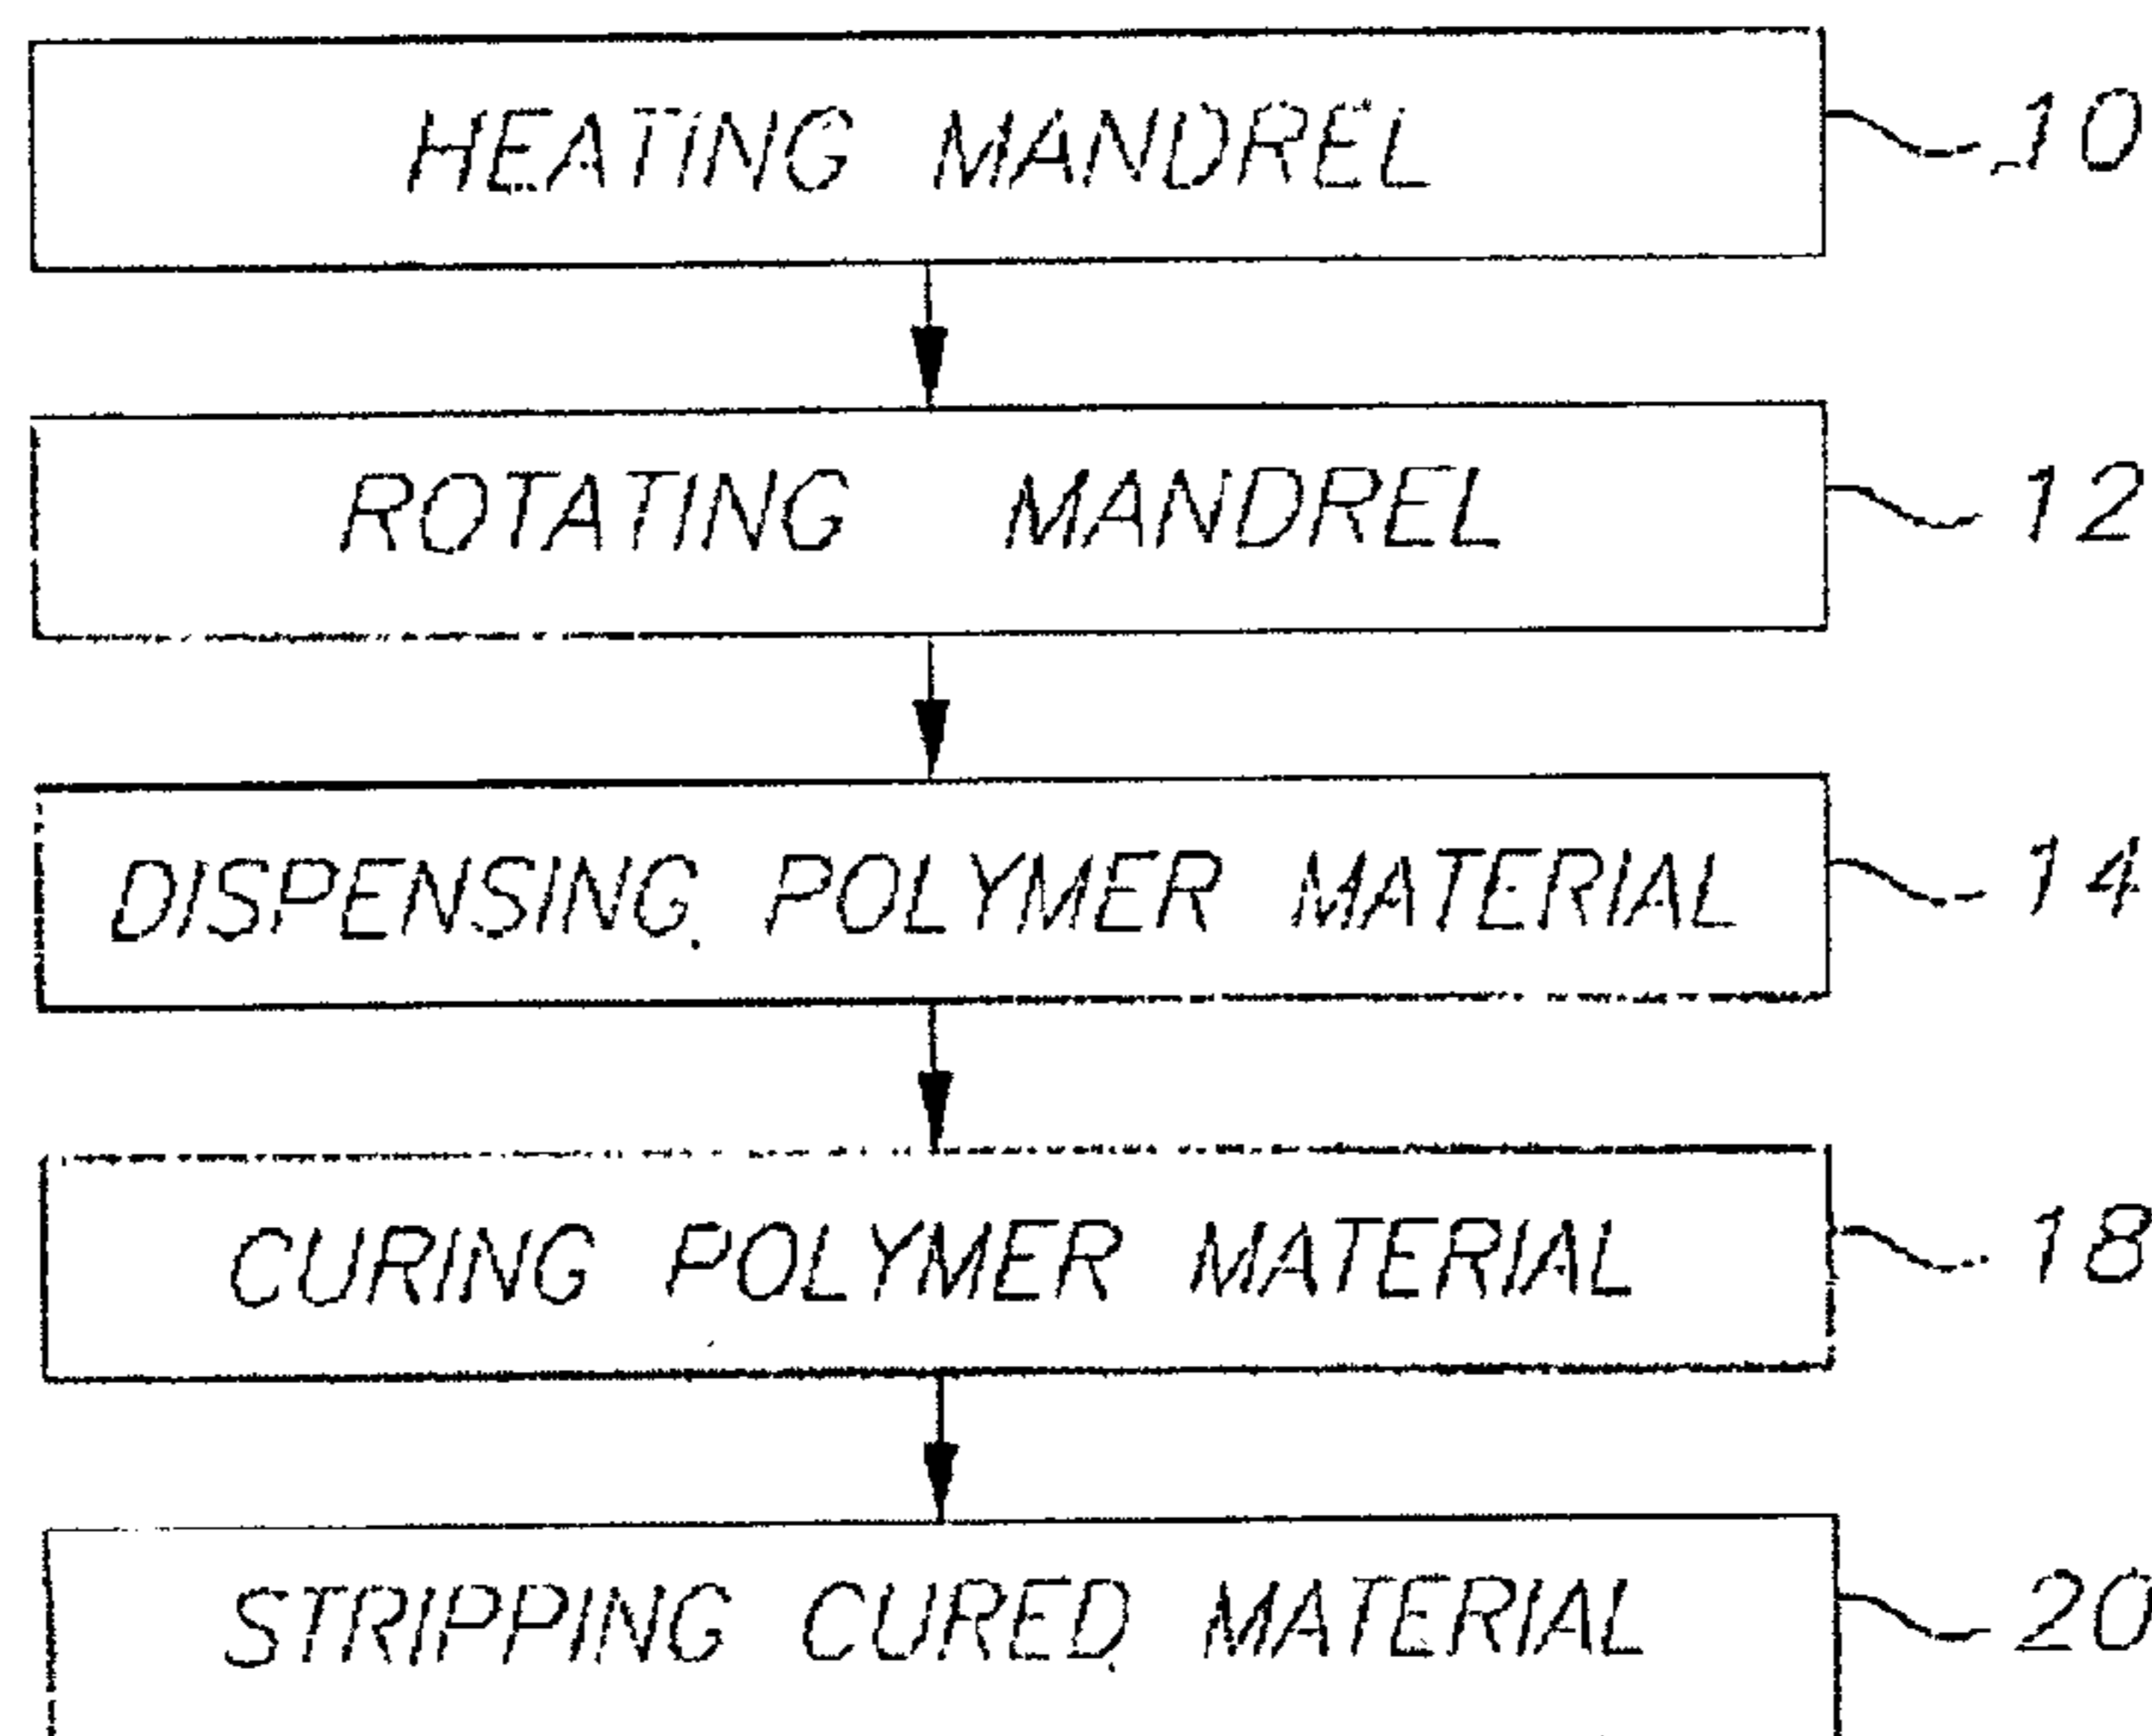 HEATING MANDREL 10
ROTATING MANDREL 12
DISPENSING POLYMER MATERIAL 14
CURING POLYMER MATERIAL 18
STRIPPING CURED MATERIAL 20